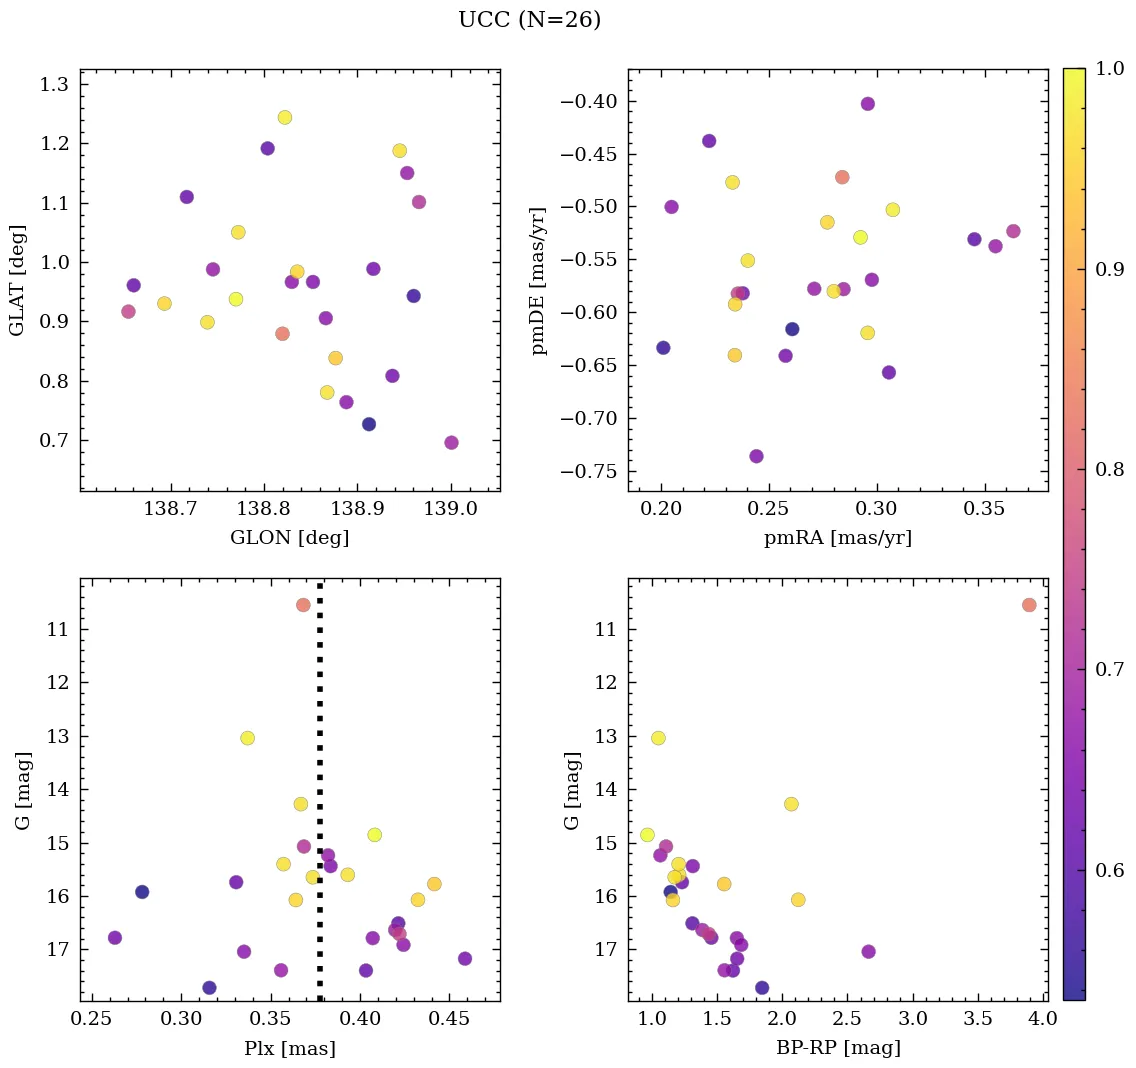 UCC (N=26)
1.3
1.2
1.1
1.0
0.9
0.8
0.7
GLAT [deg]
138.7 138.8 138.9 139.0
GLON [deg]
−0.40
−0.45
−0.50
−0.55
−0.60
−0.65
−0.70
−0.75
pmDE [mas/yr]
0.20 0.25 0.30 0.35
pmRA [mas/yr]
1.0
0.9
0.8
0.7
0.6
11
12
13
14
15
16
17
G [mag]
0.25 0.30 0.35 0.40 0.45
Plx [mas]
11
12
13
14
15
16
17
G [mag]
1.0 1.5 2.0 2.5 3.0 3.5 4.0
BP-RP [mag]